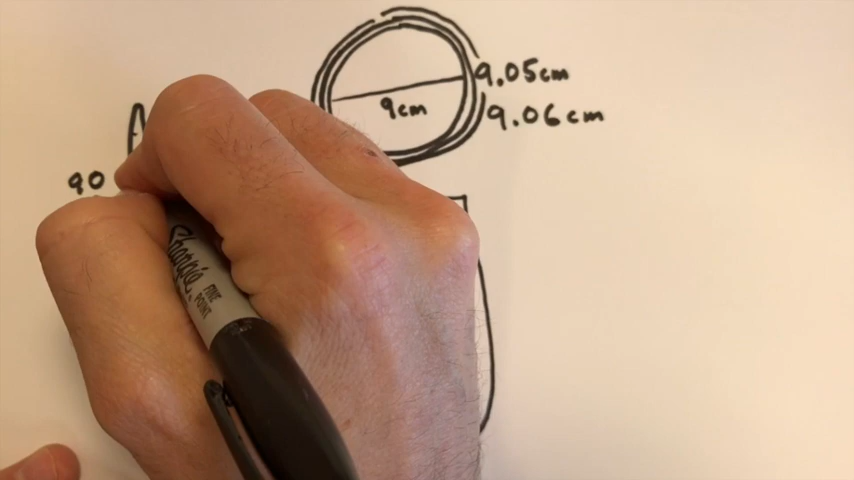 9.05cm
9cm
9.06cm
90
Sharpie
FINE
POINT